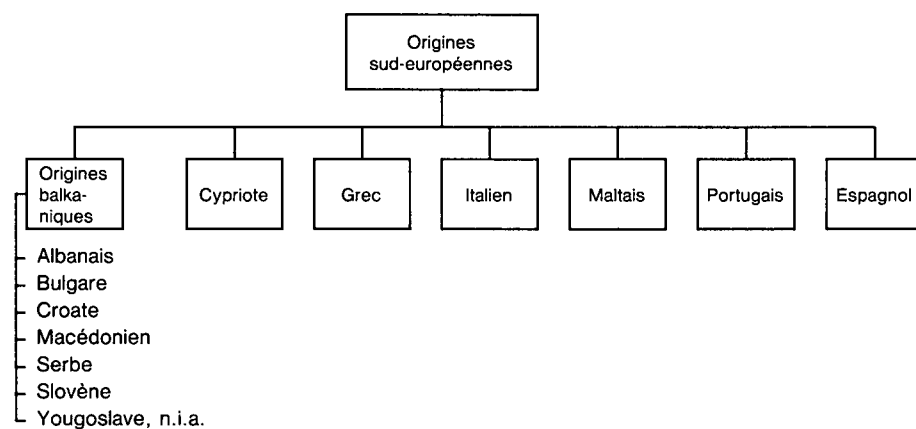 Origines
sud-européennes
Origines
balka-
niques
Cypriote
Grec
Italien
Maltais
Portugais
Espagnol
Albanais
Bulgare
Croate
Macédonien
Serbe
Slovène
Yougoslave, n.i.a.